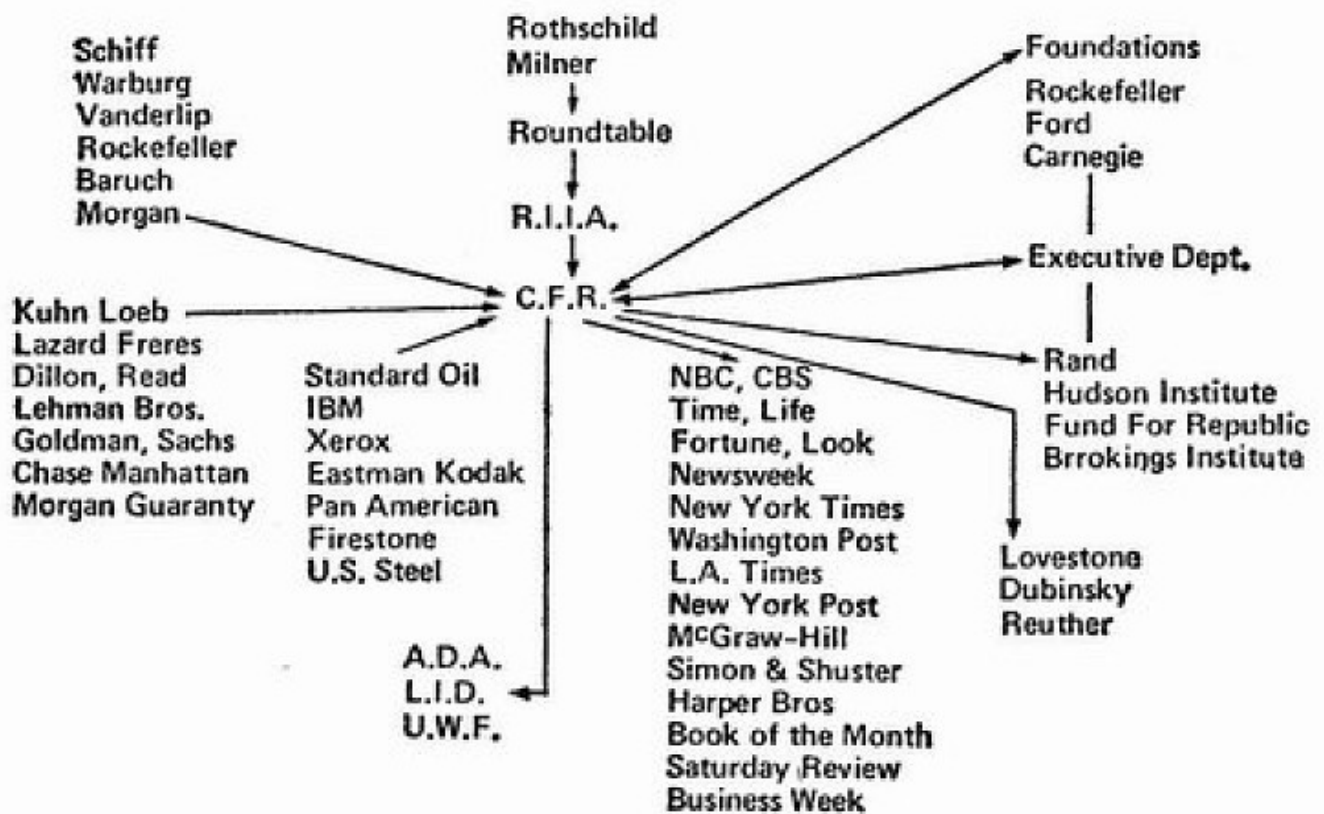 Schiff
Warburg
Vanderlip
Rockefeller
Baruch
Morgan
Rothschild
Milner
Roundtable
R.I.I.A.
C.F.R.
Foundations
Rockefeller
Ford
Carnegie
Executive Dept.
Rand
Hudson Institute
Fund For Republic
Brrokings Institute
Kuhn Loeb
Lazard Freres
Dillon, Read
Lehman Bros.
Goldman, Sachs
Chase Manhattan
Morgan Guaranty
Standard Oil
IBM
Xerox
Eastman Kodak
Pan American
Firestone
U.S. Steel
NBC, CBS
Time, Life
Fortune, Look
Newsweek
New York Times
Washington Post
L.A. Times
New York Post
McGraw-Hill
Simon & Shuster
Harper Bros
Book of the Month
Saturday Review
Business Week
Lovestone
Dubinsky
Reuther
A.D.A.
L.I.D.
U.W.F.